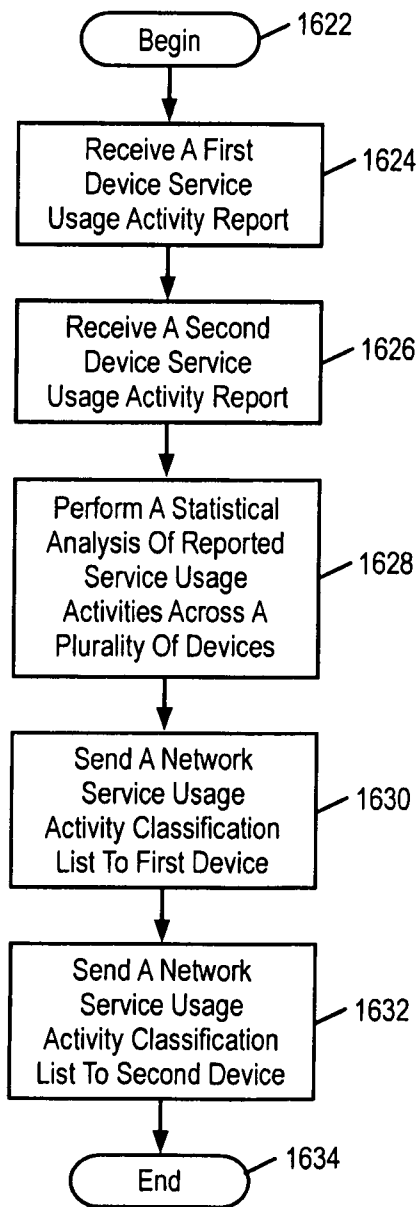 Begin
1622
Receive A First
Device Service
Usage Activity Report
1624
Receive A Second
Device Service
Usage Activity Report
1626
Perform A Statistical
Analysis Of Reported
Service Usage
Activities Across A
Plurality Of Devices
1628
Send A Network
Service Usage
Activity Classification
List To First Device
1630
Send A Network
Service Usage
Activity Classification
List To Second Device
1632
End
1634